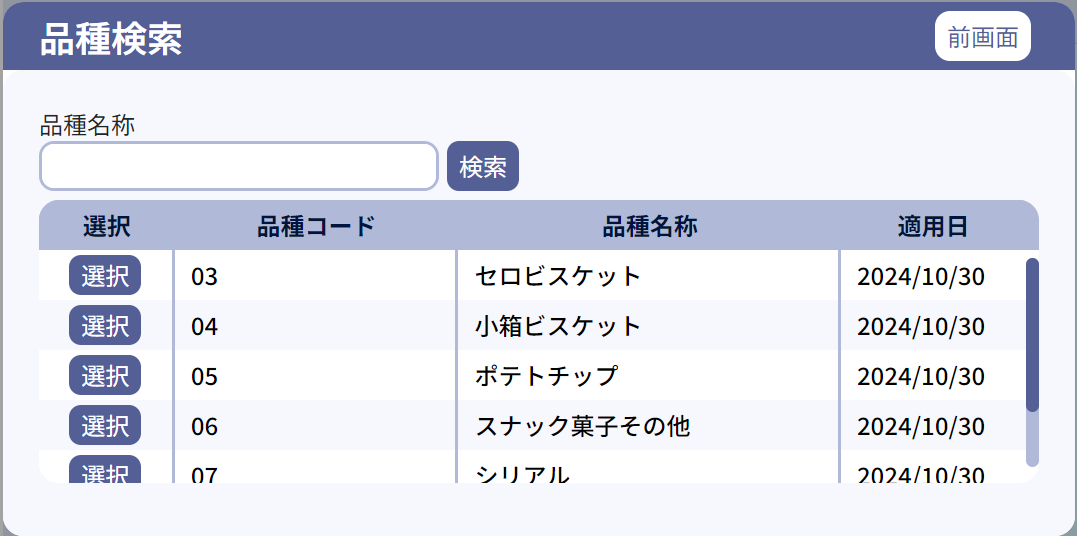 品種検索 前画面
品種名称
検索
選択 品種コード 品種名称 適用日
選択 03 セロビスケット 2024/10/30
選択 04 小箱ビスケット 2024/10/30
選択 05 ポテトチップ 2024/10/30
選択 06 スナック菓子その他 2024/10/30
選択 07 シリアル 2024/10/30